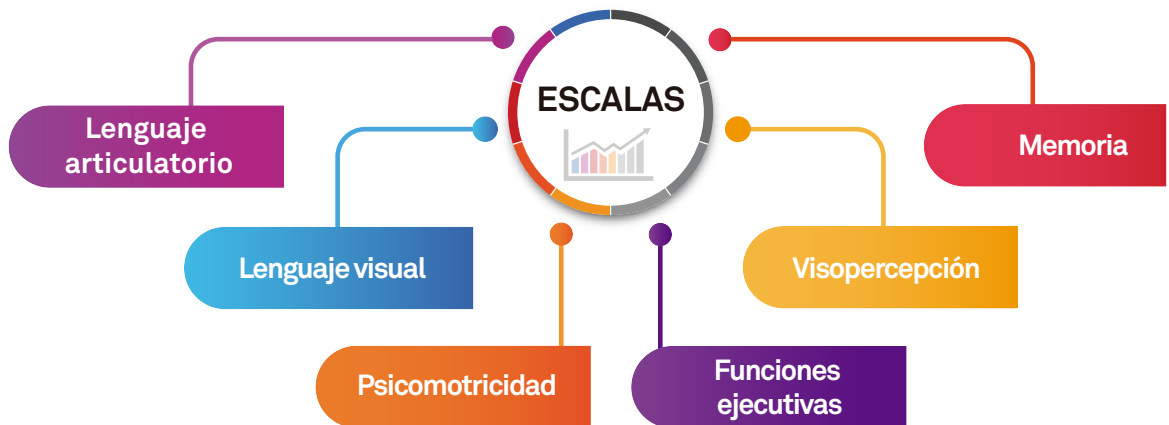 ESCALAS
Lenguaje
articulatorio
Memoria
Lenguaje visual
Visopercepción
Psicomotricidad
Funciones
ejecutivas